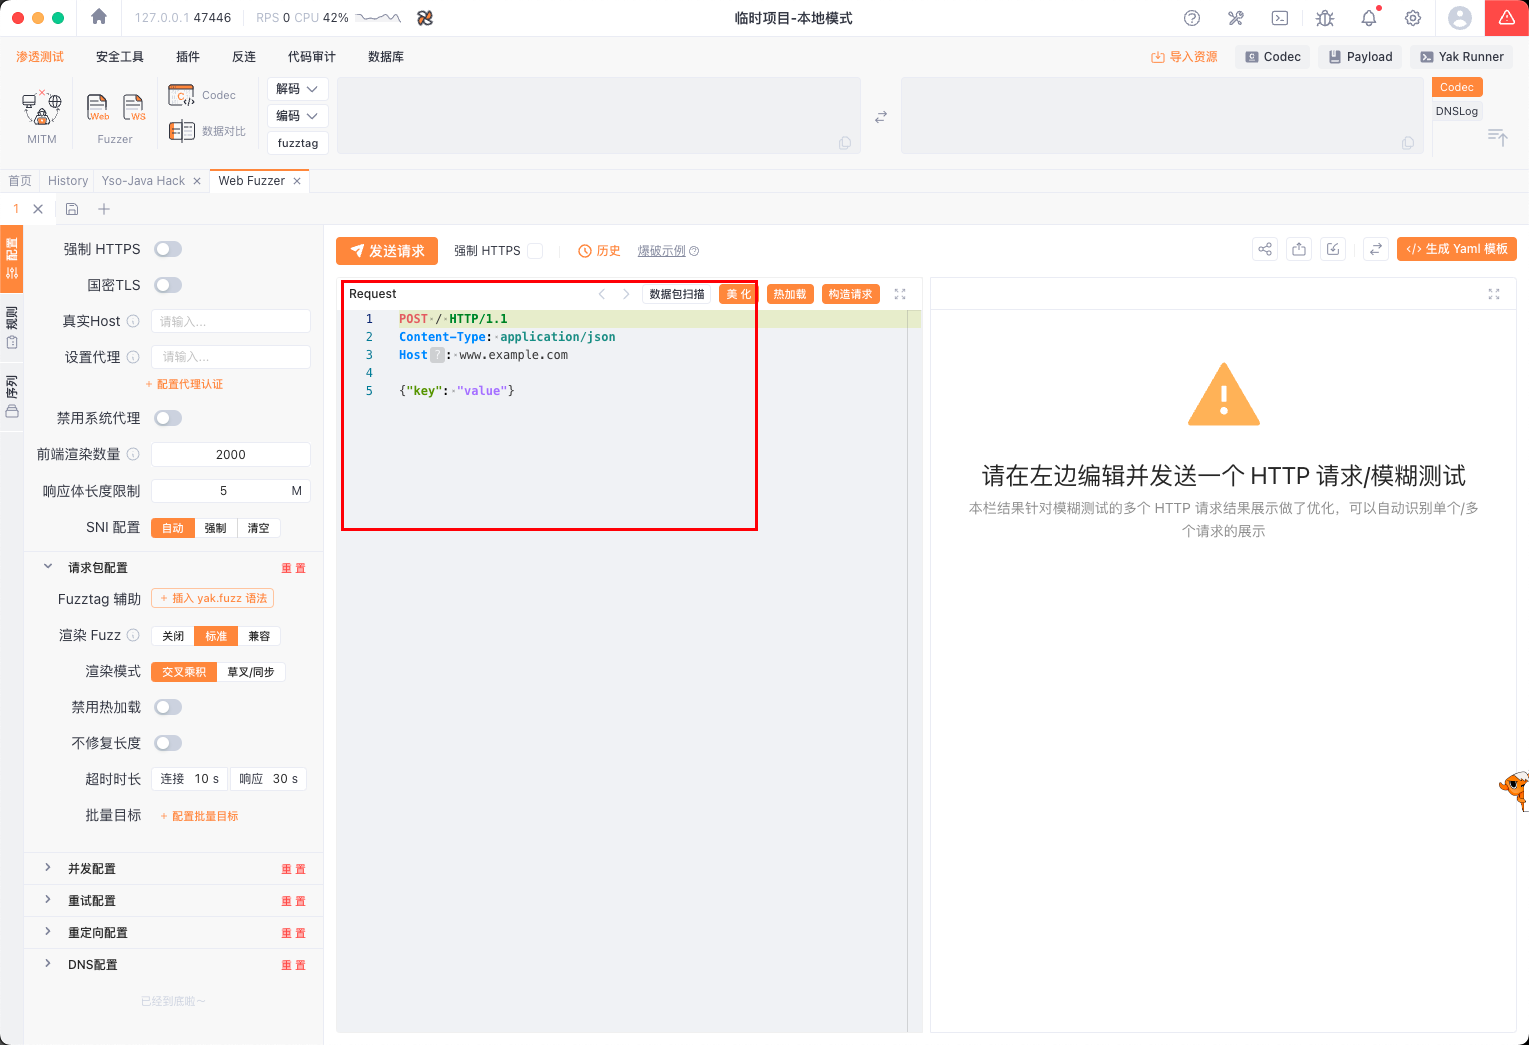 127.0.0.1 47446
RPS 0 CPU 42%
临时项目-本地模式
渗透测试
安全工具
插件
反连
代码审计
数据库
导入资源
Codec
Payload
Yak Runner
MITM
Web
WS
Fuzzer
Codec
数据对比
解码
编码
fuzztag
Codec
DNSLog
首页
History
Yso-Java Hack
Web Fuzzer
1
配置
规则
序列
强制 HTTPS
国密TLS
真实Host
请输入...
设置代理
请输入...
+ 配置代理认证
禁用系统代理
前端渲染数量
2000
响应体长度限制
5 M
SNI 配置
自动 强制 清空
请求包配置
重 置
Fuzztag 辅助
+ 插入 yak.fuzz 语法
渲染 Fuzz
关闭 标准 兼容
渲染模式
交叉乘积 草叉/同步
禁用热加载
不修复长度
超时时长
连接 10 s
响应 30 s
批量目标
+ 配置批量目标
并发配置
重 置
重试配置
重 置
重定向配置
重 置
DNS配置
重 置
已经到底啦~
发送请求
强制 HTTPS
历史
爆破示例
</> 生成 Yaml 模板
Request
数据包扫描
美 化
热加载
构造请求
1 POST / HTTP/1.1
2 Content-Type: application/json
3 Host ? : www.example.com
4
5 {"key": "value"}
请在左边编辑并发送一个 HTTP 请求/模糊测试
本栏结果针对模糊测试的多个 HTTP 请求结果展示做了优化，可以自动识别单个/多
个请求的展示